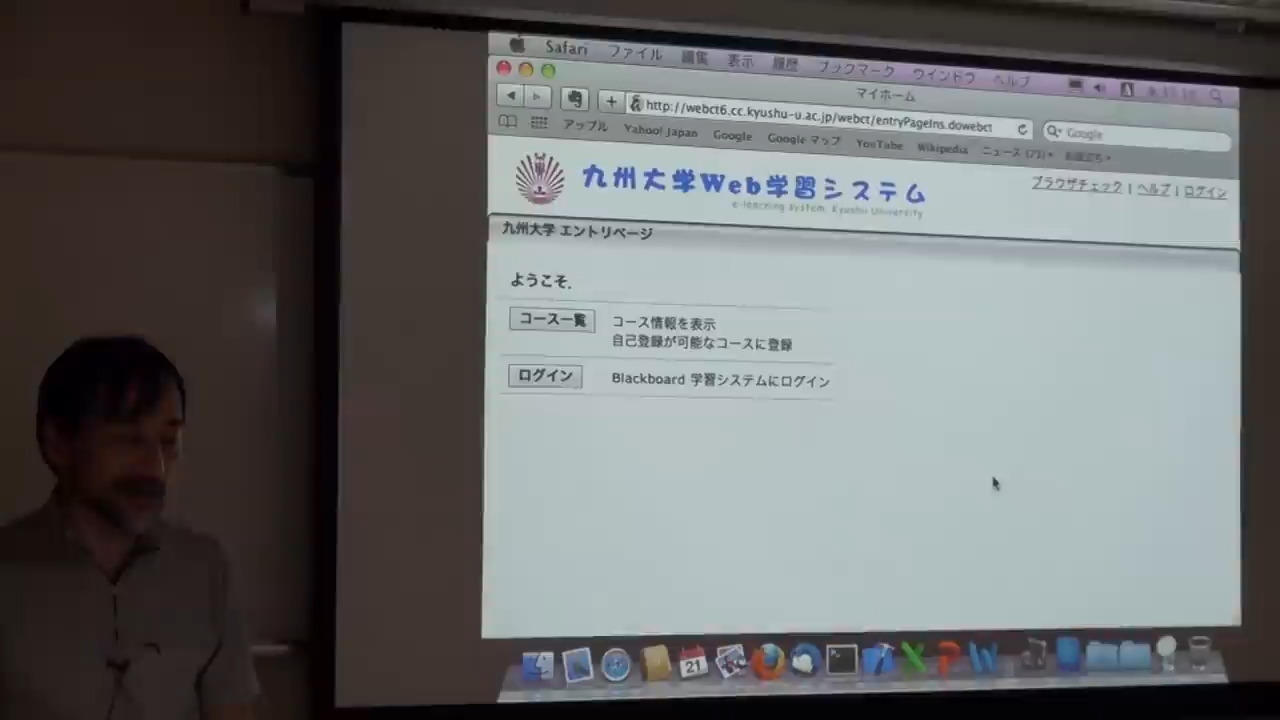 Safari ファイル 編集 表示 履歴 ブックマーク ウインドウ ヘルプ
マイホーム
http://webct6.cc.kyushu-u.ac.jp/webct/entryPageIns.dowebct
Google
アップル Yahoo! Japan Google Google マップ YouTube Wikipedia ニュース
九州大学Web学習システム
e-learning system, Kyushu University
ブラウザチェック | ヘルプ | ログイン
九州大学 エントリページ
ようこそ.
コース一覧
コース情報を表示
自己登録が可能なコースに登録
ログイン
Blackboard 学習システムにログイン
21